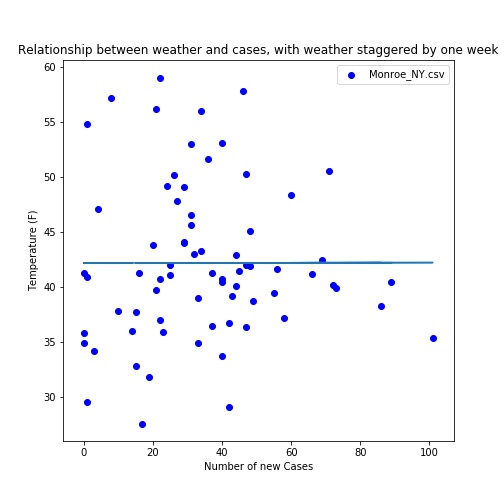 Relationship between weather and cases, with weather staggered by one week
Monroe_NY.csv
60
55
50
45
40
35
30
Temperature (F)
0 20 40 60 80 100
Number of new Cases